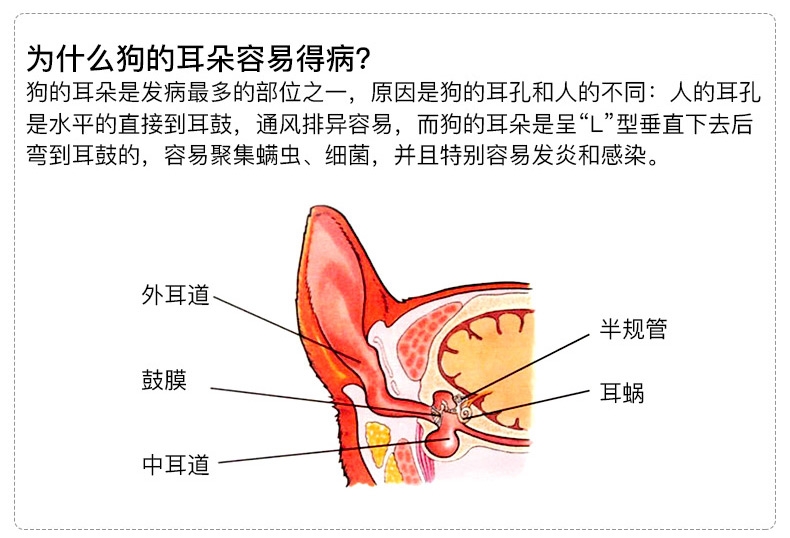 为什么狗的耳朵容易得病?
狗的耳朵是发病最多的部位之一，原因是狗的耳孔和人的不同：人的耳孔
是水平的直接到耳鼓，通风排异容易，而狗的耳朵是呈“L”型垂直下去后
弯到耳鼓的，容易聚集螨虫、细菌，并且特别容易发炎和感染。
外耳道
半规管
鼓膜
耳蜗
中耳道